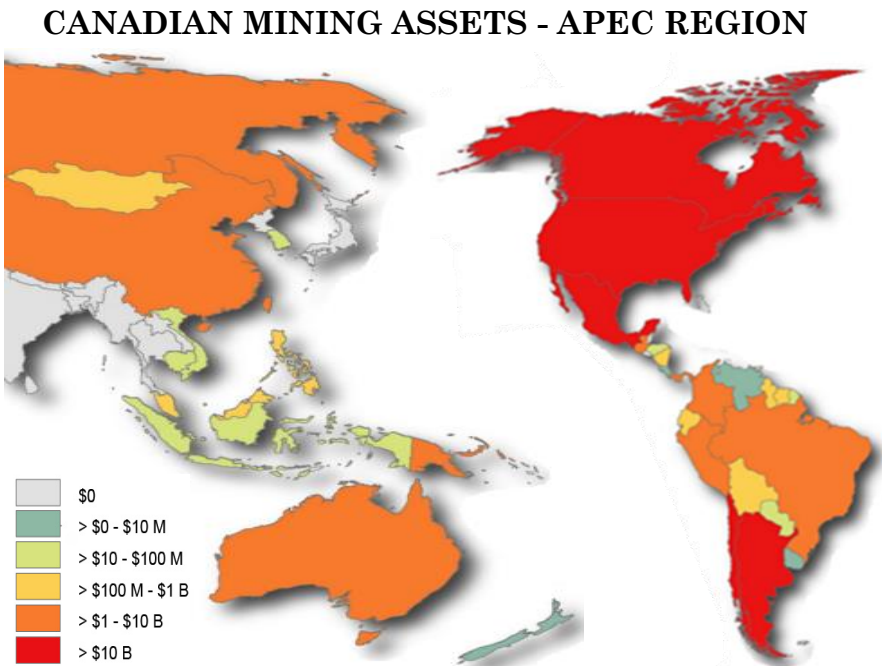 CANADIAN MINING ASSETS - APEC REGION
$0
> $0 - $10 M
> $10 - $100 M
> $100 M - $1 B
> $1 - $10 B
> $10 B